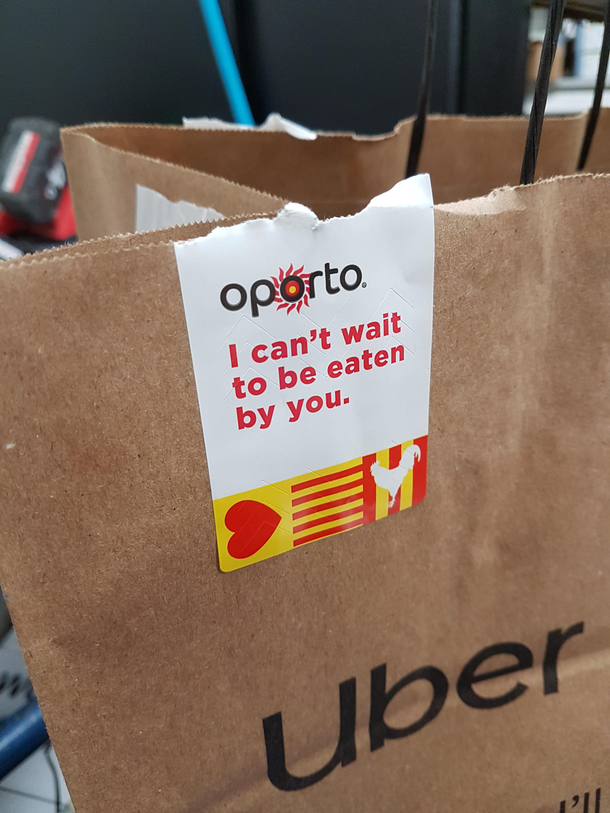 oporto
I can't wait
to be eaten
by you.
Uber